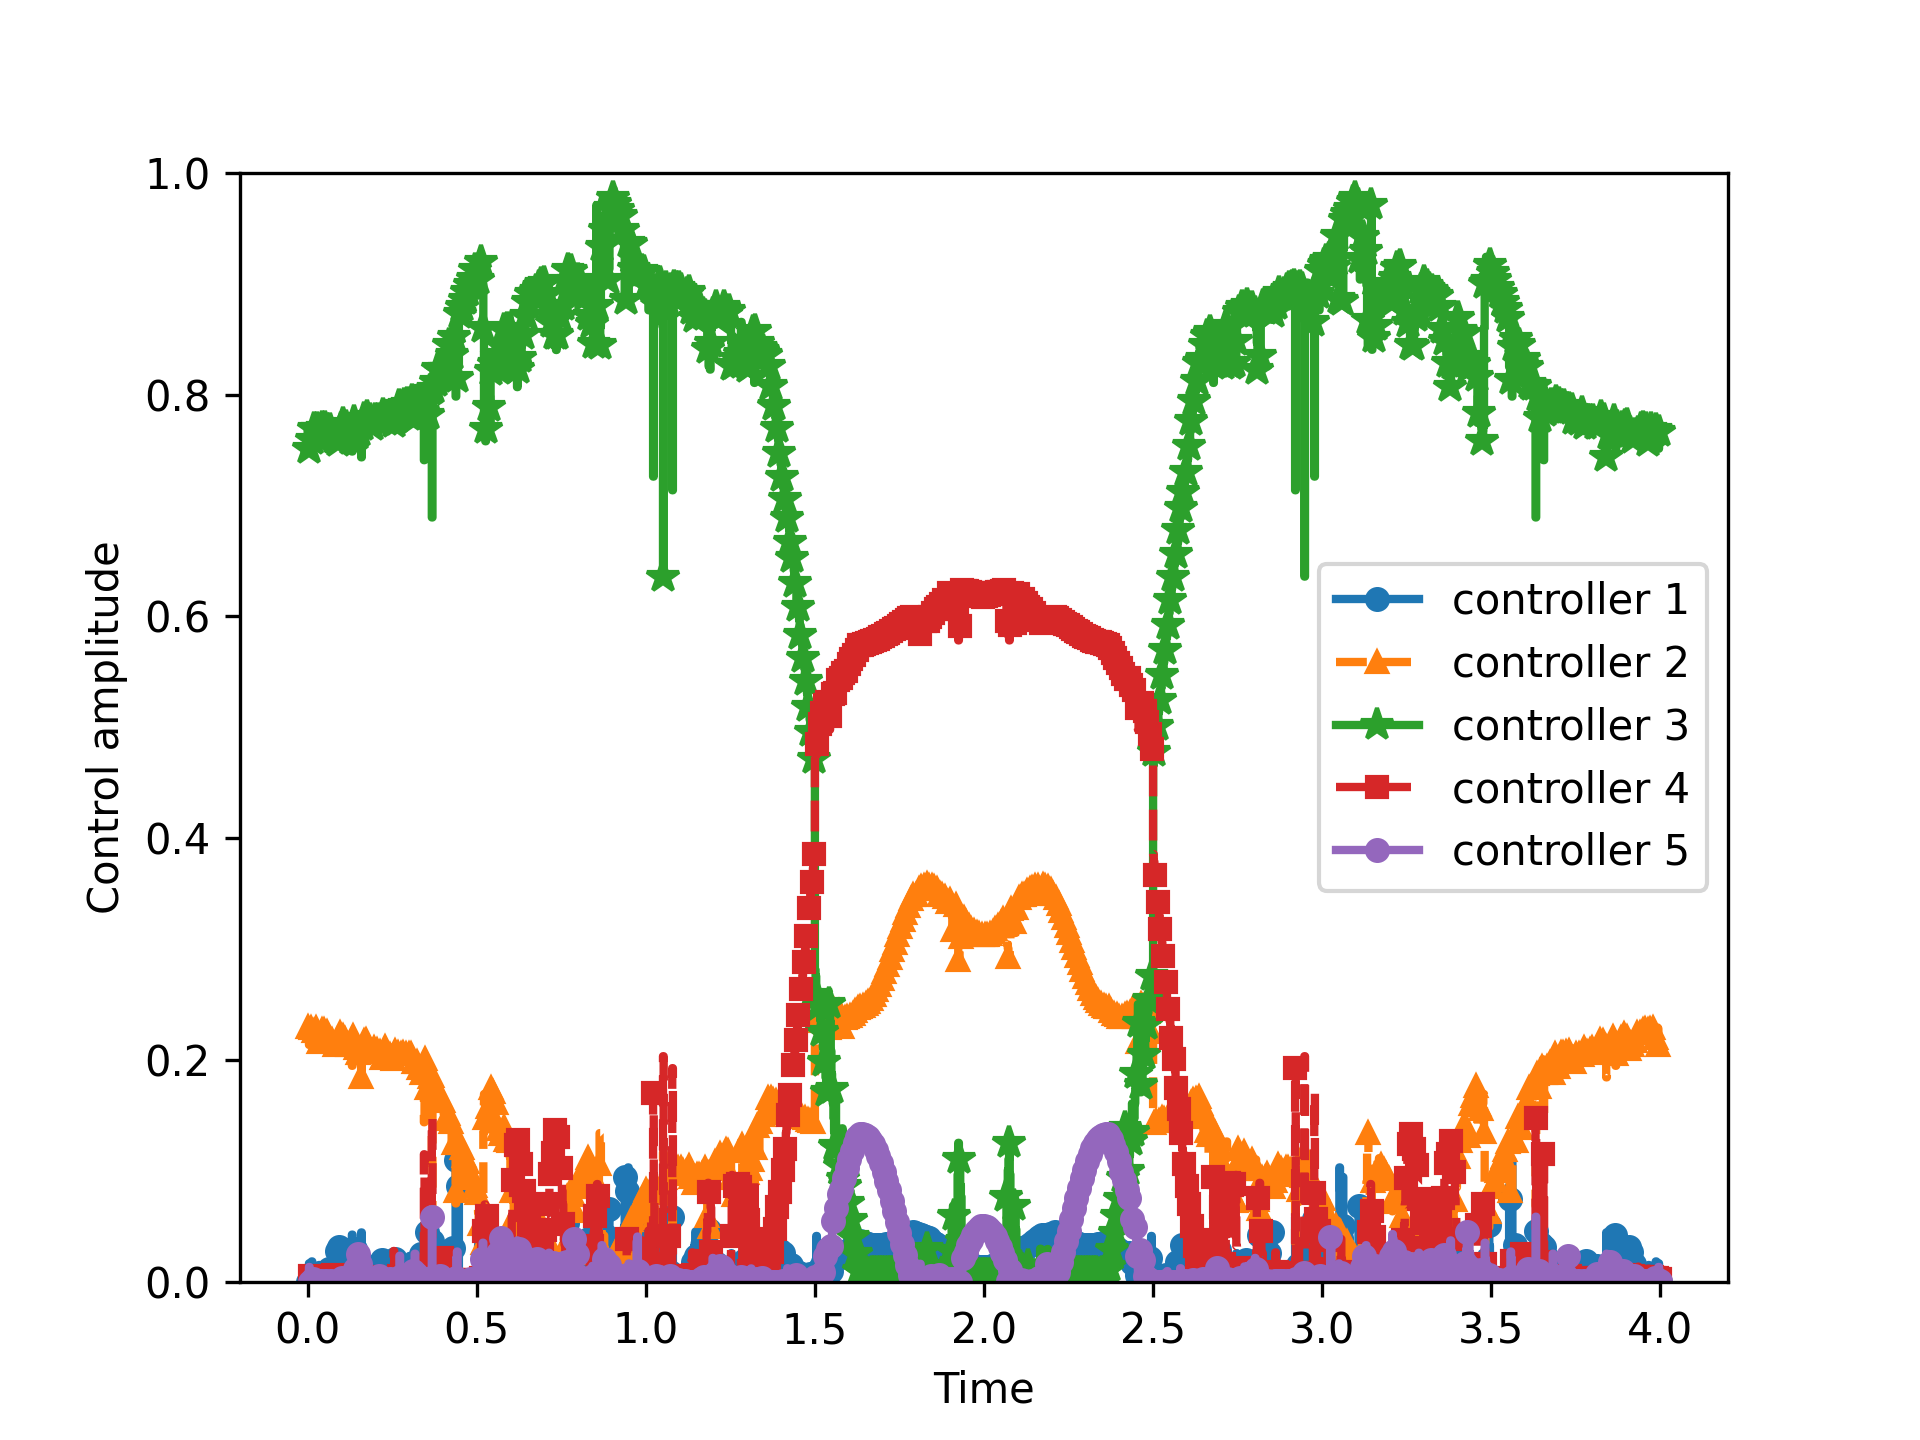 1.0
0.8
0.6
0.4
0.2
0.0
Control amplitude
controller 1
controller 2
controller 3
controller 4
controller 5
0.0 0.5 1.0 1.5 2.0 2.5 3.0 3.5 4.0
Time